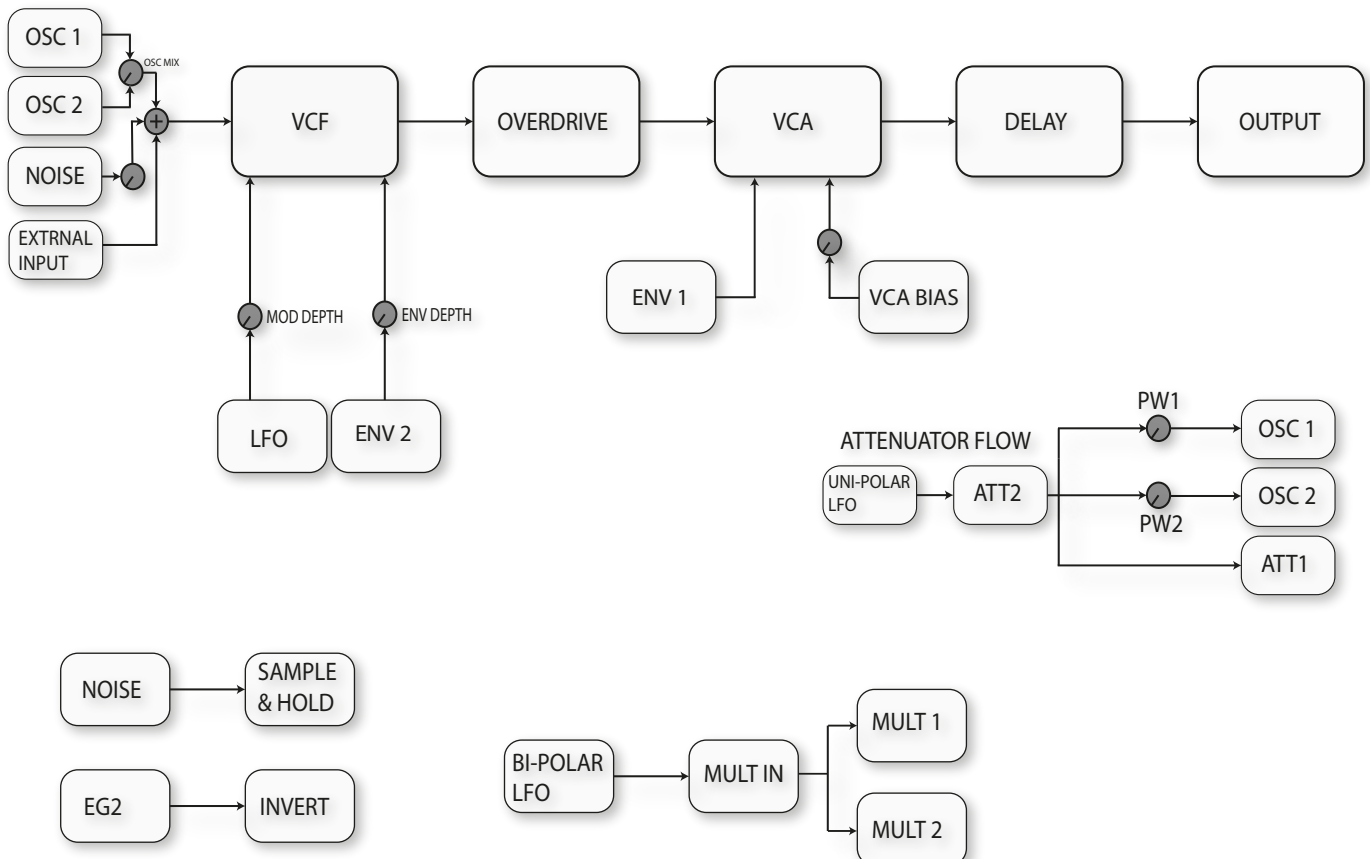 OSC 1
OSC MIX
OSC 2
VCF
OVERDRIVE
VCA
DELAY
OUTPUT
NOISE
EXTRNAL
INPUT
ENV 1
VCA BIAS
MOD DEPTH
ENV DEPTH
LFO
ENV 2
ATTENUATOR FLOW
PW1
OSC 1
UNI-POLAR
LFO
ATT2
OSC 2
PW2
ATT1
NOISE
SAMPLE
& HOLD
EG2
INVERT
BI-POLAR
LFO
MULT IN
MULT 1
MULT 2